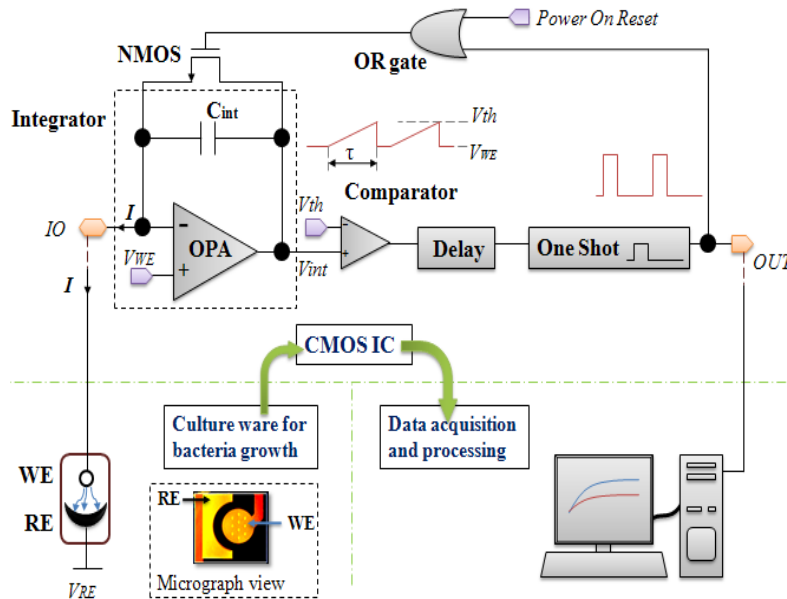 Power On Reset
NMOS
OR gate
Integrator
Cint
Vth
VWE
τ
Comparator
I
IO
Vth
OPA
Delay
One Shot
VWE
Vint
OUT
I
CMOS IC
Culture ware for
bacteria growth
Data acquisition
and processing
WE
RE
RE
WE
VRE
Micrograph view